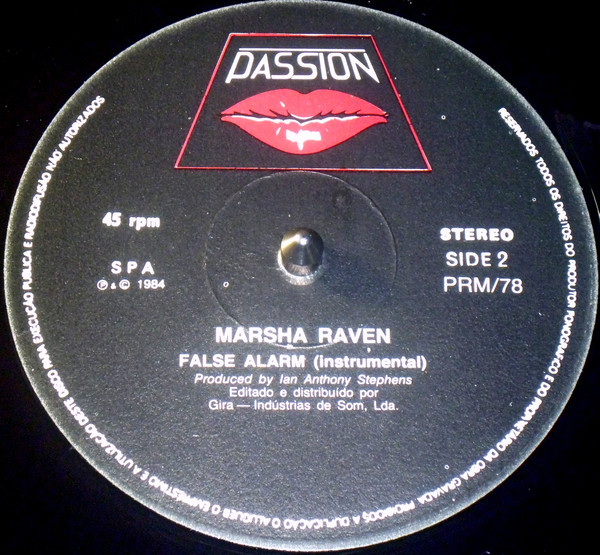 PASSION
45 rpm
SPA
Ⓟ & © 1984
STEREO
SIDE 2
PRM/78
MARSHA RAVEN
FALSE ALARM (instrumental)
Produced by Ian Anthony Stephens
Editado e distribuído por
Gira — Indústrias de Som, Lda.
RESERVADOS TODOS OS DIREITOS DO PRODUTOR FONOGRÁFICO E DO PROPRIETÁRIO DA OBRA GRAVADA PROIBIDOS A DUPLICAÇÃO O ALUGUER O EMPRÉSTIMO E A UTILIZAÇÃO DESTE DISCO PARA EXECUÇÃO PÚBLICA E RADIODIFUSÃO NÃO AUTORIZADOS